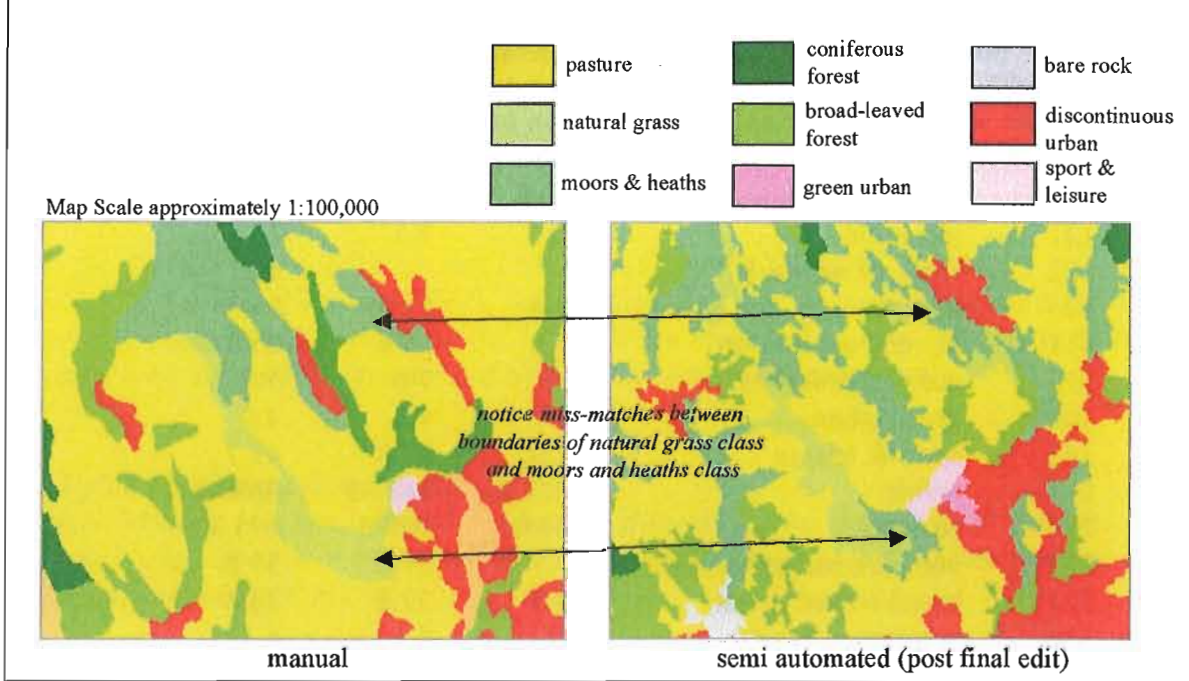 pasture
coniferous
forest
bare rock
natural grass
broad-leaved
forest
discontinuous
urban
moors & heaths
green urban
sport &
leisure
Map Scale approximately 1:100,000
notice miss-matches between
boundaries of natural grass class
and moors and heaths class
manual
semi automated (post final edit)